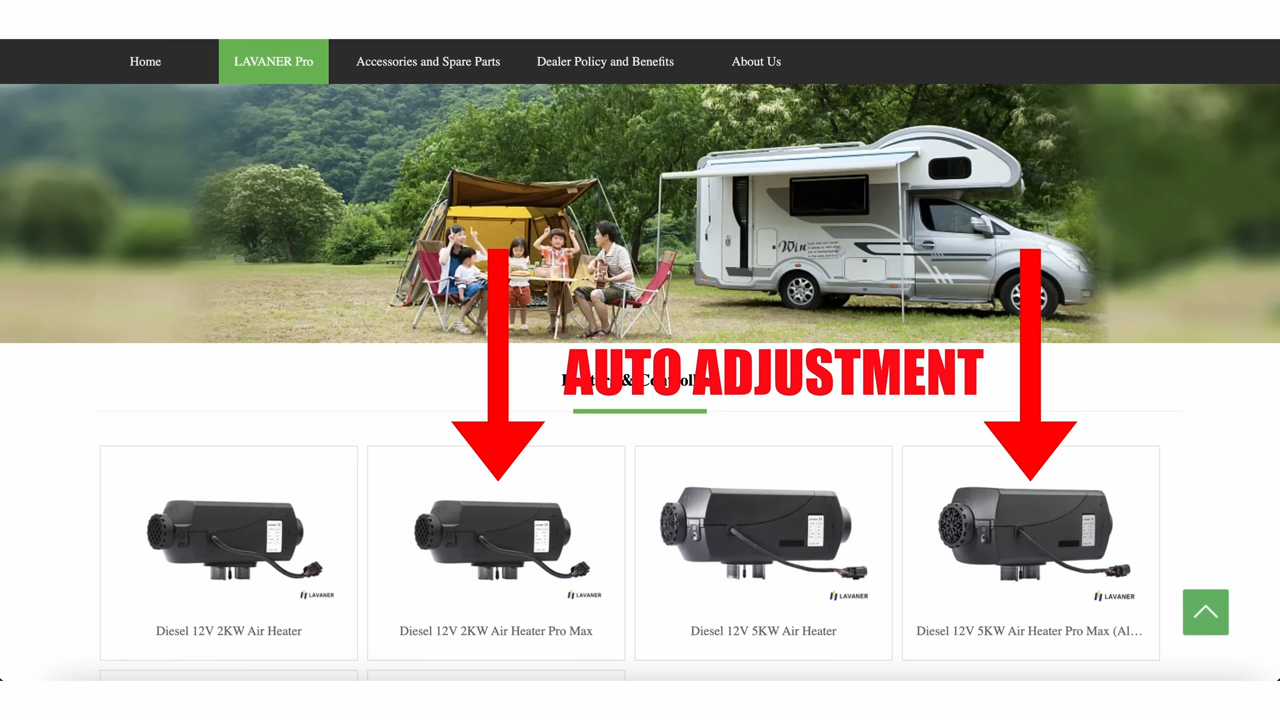 Home
LAVANER Pro
Accessories and Spare Parts
Dealer Policy and Benefits
About Us
Win
AUTO ADJUSTMENT
LAVANER
LAVANER
LAVANER
LAVANER
Diesel 12V 2KW Air Heater
Diesel 12V 2KW Air Heater Pro Max
Diesel 12V 5KW Air Heater
Diesel 12V 5KW Air Heater Pro Max (Al…